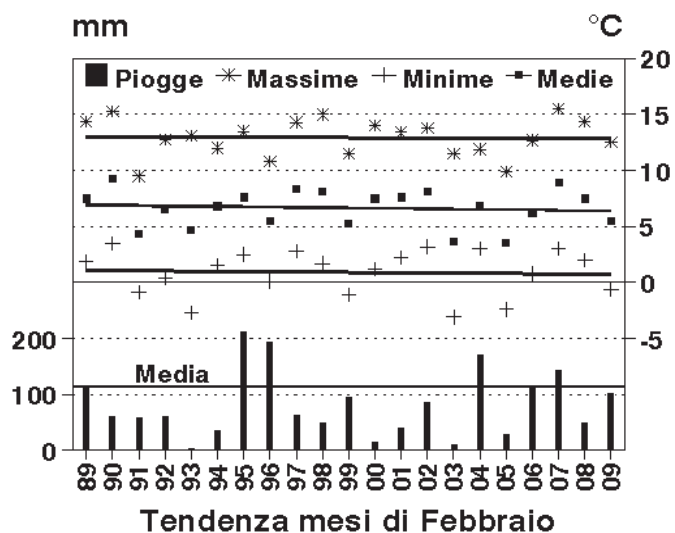 mm °C
Piogge Massime Minime Medie
20
15
10
5
0
-5
200
Media
100
0
89 90 91 92 93 94 95 96 97 98 99 00 01 02 03 04 05 06 07 08 09
Tendenza mesi di Febbraio